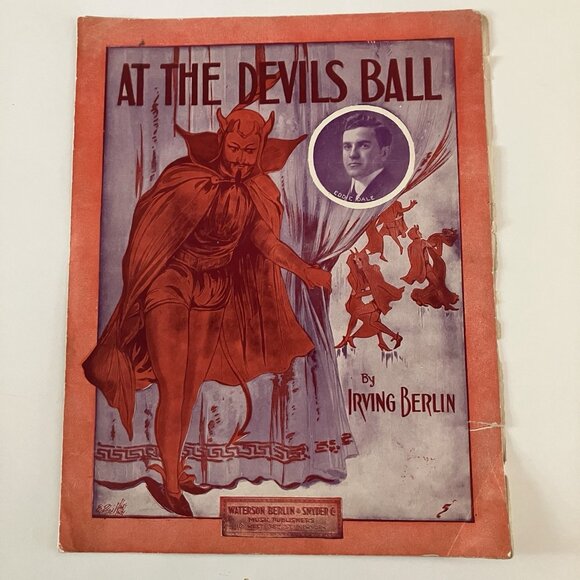 AT THE DEVILS BALL
EDDIE DALE
By
IRVING BERLIN
WATERSON BERLIN & SNYDER Co
MUSIC PUBLISHERS